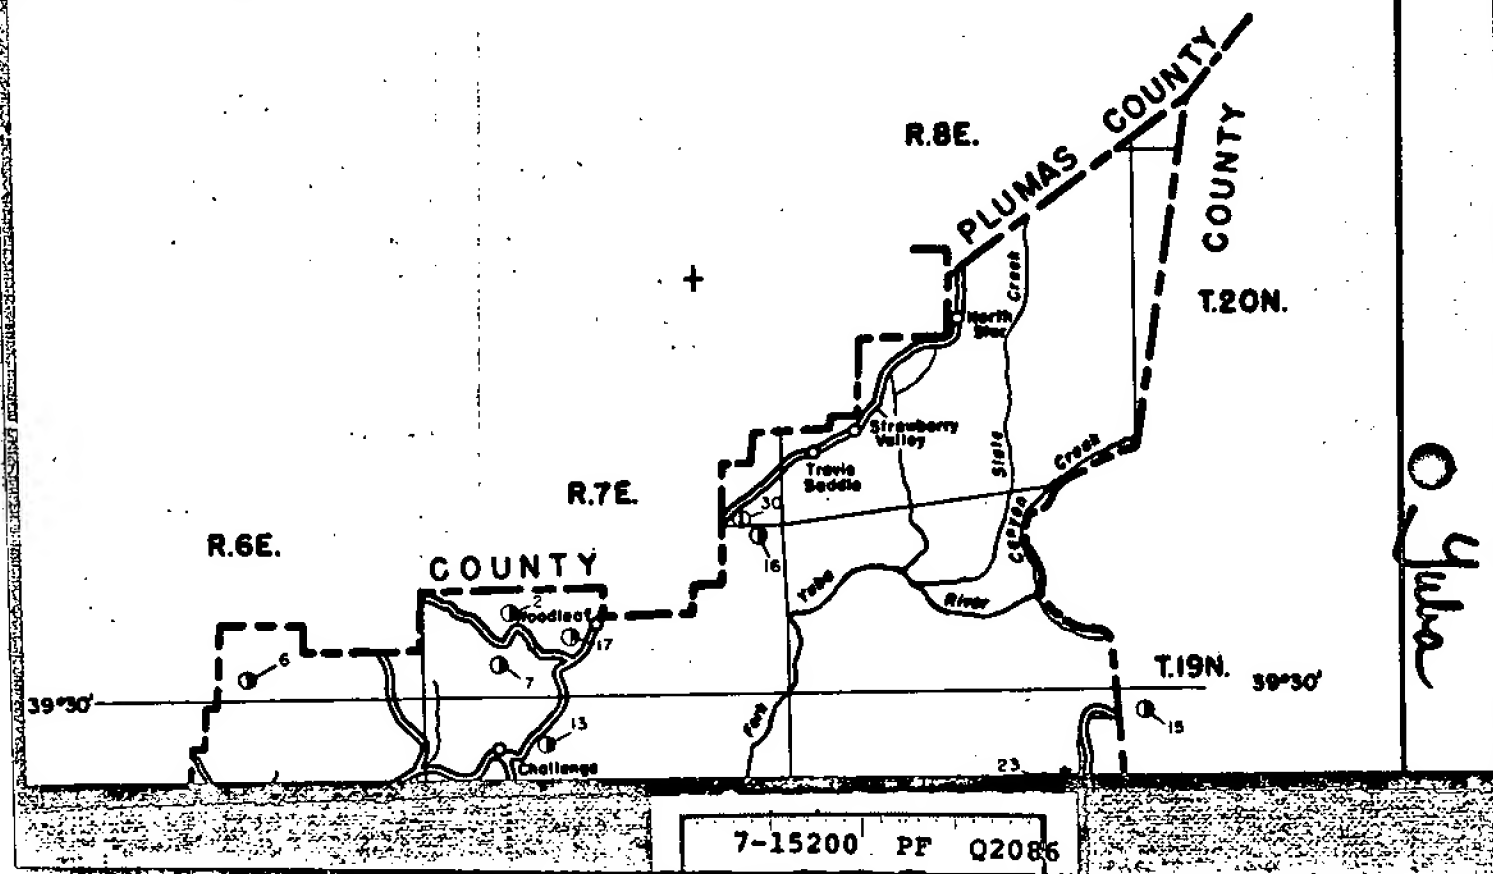 PLUMAS COUNTY
COUNTY
R.8E.
T.20N.
Creek
North
Star
Strawberry
Valley
Travis
Saddle
Slate
Creek
Canyon
R.7E.
30
16
R.6E.
COUNTY
2
Woodleaf
17
Yuba
River
6
7
T.19N.
39°30'
39°30'
13
Fork
15
Challenge
23
Yuba
7-15200 PF Q2086